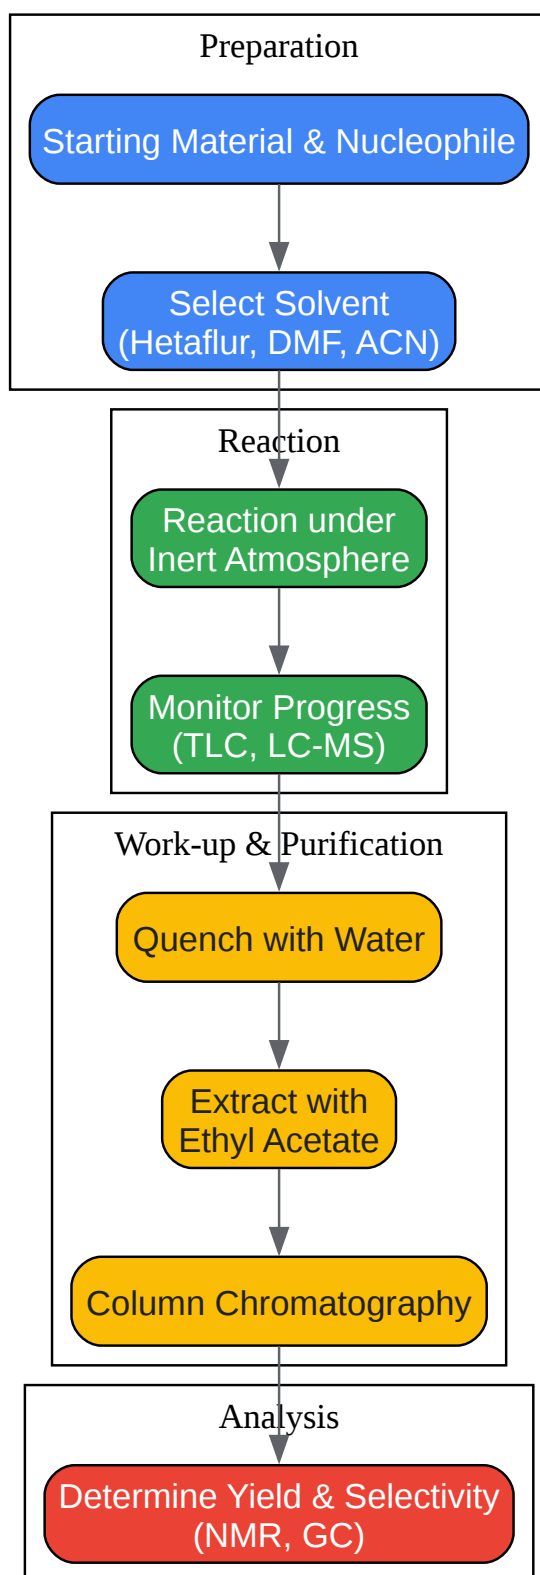 Preparation
Starting Material & Nucleophile
Select Solvent
(Hetaflur, DMF, ACN)
Reaction
Reaction under
Inert Atmosphere
Monitor Progress
(TLC, LC-MS)
Work-up & Purification
Quench with Water
Extract with
Ethyl Acetate
Column Chromatography
Analysis
Determine Yield & Selectivity
(NMR, GC)